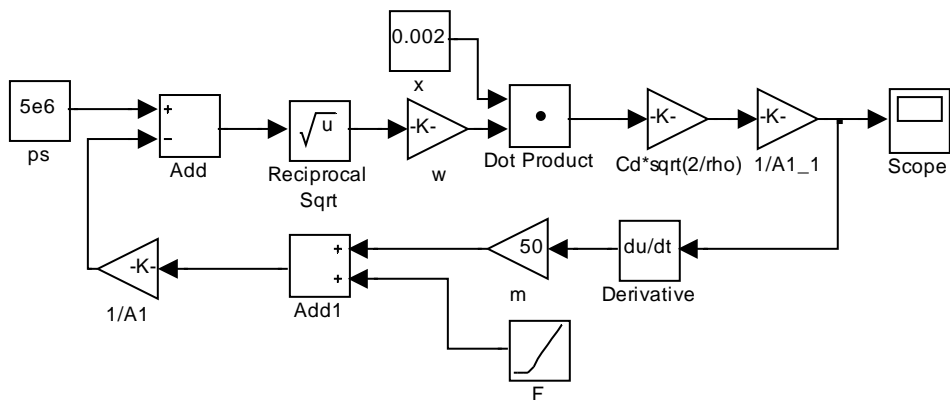 0.002
x
5e6
ps
+
−
Add
u
Reciprocal
Sqrt
-K-
w
Dot Product
-K-
Cd*sqrt(2/rho)
-K-
1/A1_1
Scope
-K-
1/A1
+
+
Add1
50
m
du/dt
Derivative
F